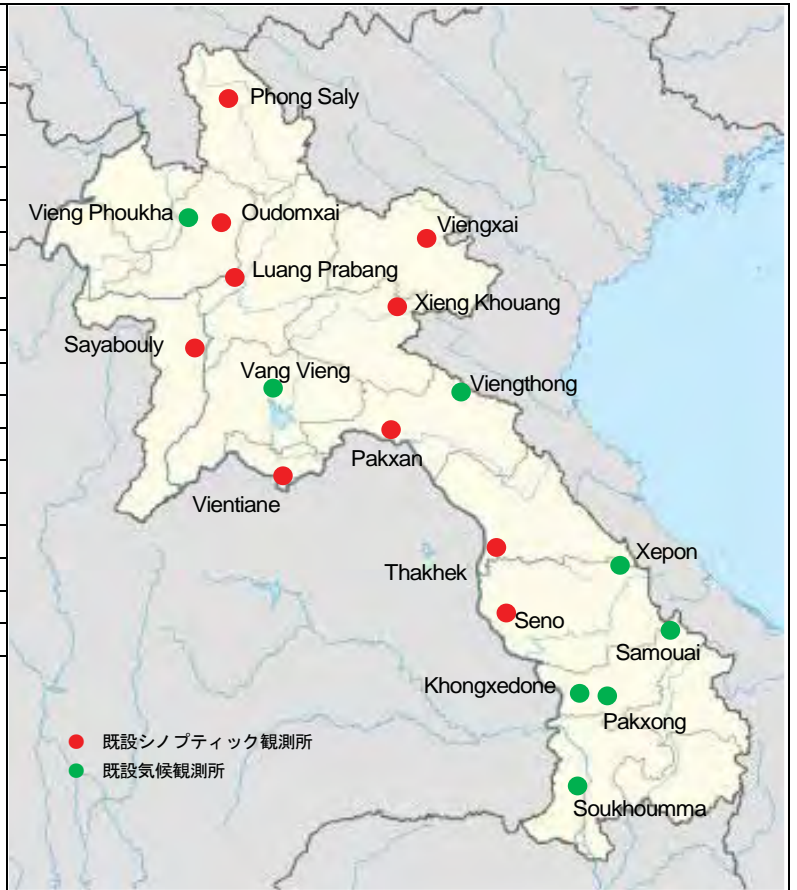 Phong Saly
Vieng Phoukha
Oudomxai
Viengxai
Luang Prabang
Xieng Khouang
Sayabouly
Vang Vieng
Viengthong
Pakxan
Vientiane
Xepon
Thakhek
Seno
Samouai
Khongxedone
Pakxong
既設シノプティック観測所
既設気候観測所
Soukhoumma